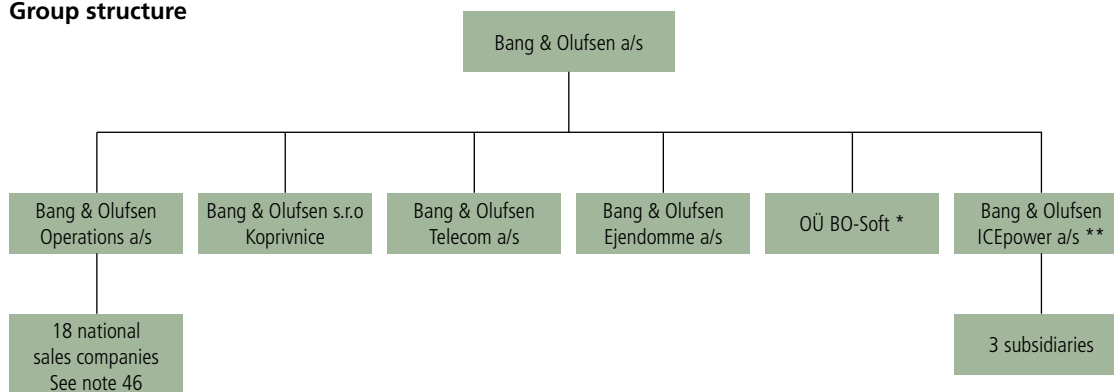 Group structure
Bang & Olufsen a/s
Bang & Olufsen
Operations a/s
Bang & Olufsen s.r.o
Koprivnice
Bang & Olufsen
Telecom a/s
Bang & Olufsen
Ejendomme a/s
OÜ BO-Soft *
Bang & Olufsen
ICEpower a/s **
18 national
sales companies
See note 46
3 subsidiaries